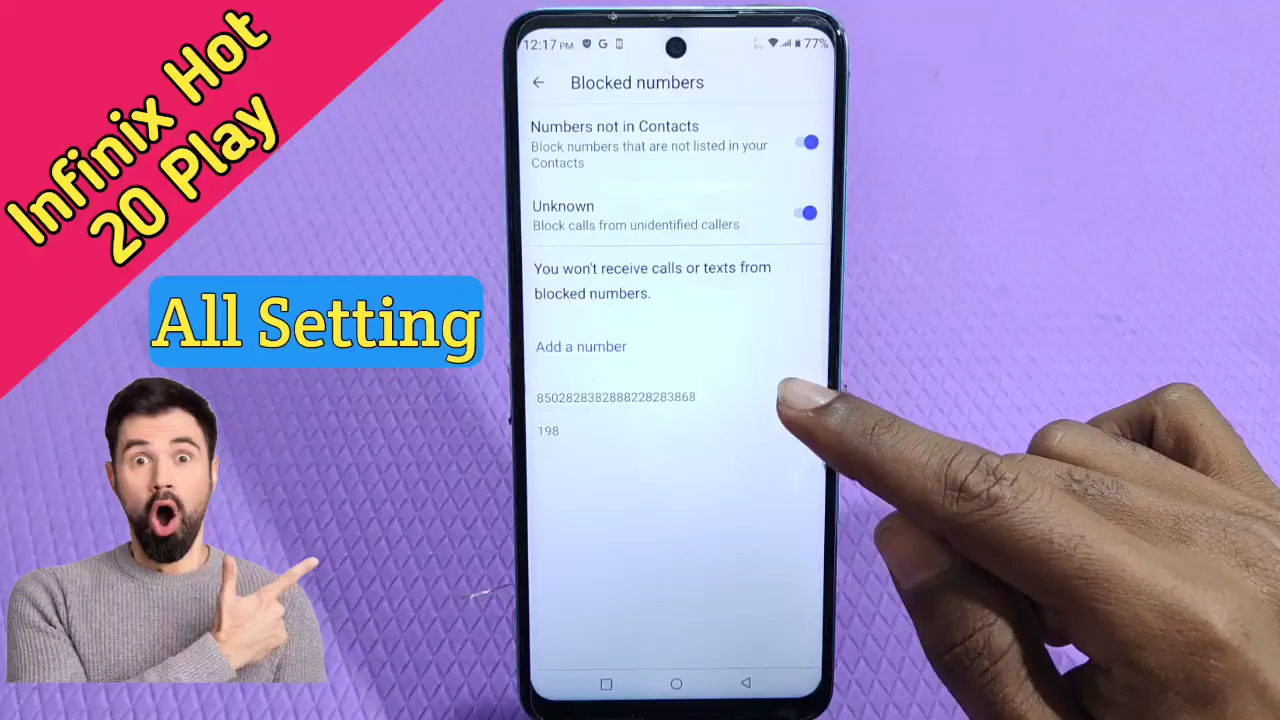 Infinix Hot
20 Play
All Setting
12:17 PM
G
77%
Blocked numbers
Numbers not in Contacts
Block numbers that are not listed in your
Contacts
Unknown
Block calls from unidentified callers
You won't receive calls or texts from
blocked numbers.
Add a number
8502828382888228283868
198